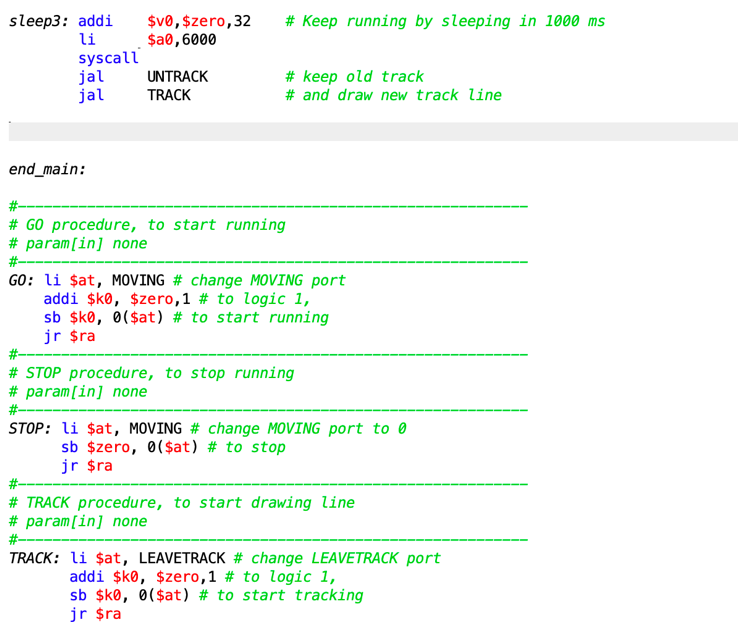 sleep3: addi    $v0,$zero,32    # Keep running by sleeping in 1000 ms
        li      $a0,6000
        syscall
        jal     UNTRACK         # keep old track
        jal     TRACK           # and draw new track line
end_main:
#-----------------------------------------------------------
# GO procedure, to start running
# param[in] none
#-----------------------------------------------------------
GO: li $at, MOVING # change MOVING port
    addi $k0, $zero,1 # to logic 1,
    sb $k0, 0($at) # to start running
    jr $ra
#-----------------------------------------------------------
# STOP procedure, to stop running
# param[in] none
#-----------------------------------------------------------
STOP: li $at, MOVING # change MOVING port to 0
      sb $zero, 0($at) # to stop
      jr $ra
#-----------------------------------------------------------
# TRACK procedure, to start drawing line
# param[in] none
#-----------------------------------------------------------
TRACK: li $at, LEAVETRACK # change LEAVETRACK port
       addi $k0, $zero,1 # to logic 1,
       sb $k0, 0($at) # to start tracking
       jr $ra